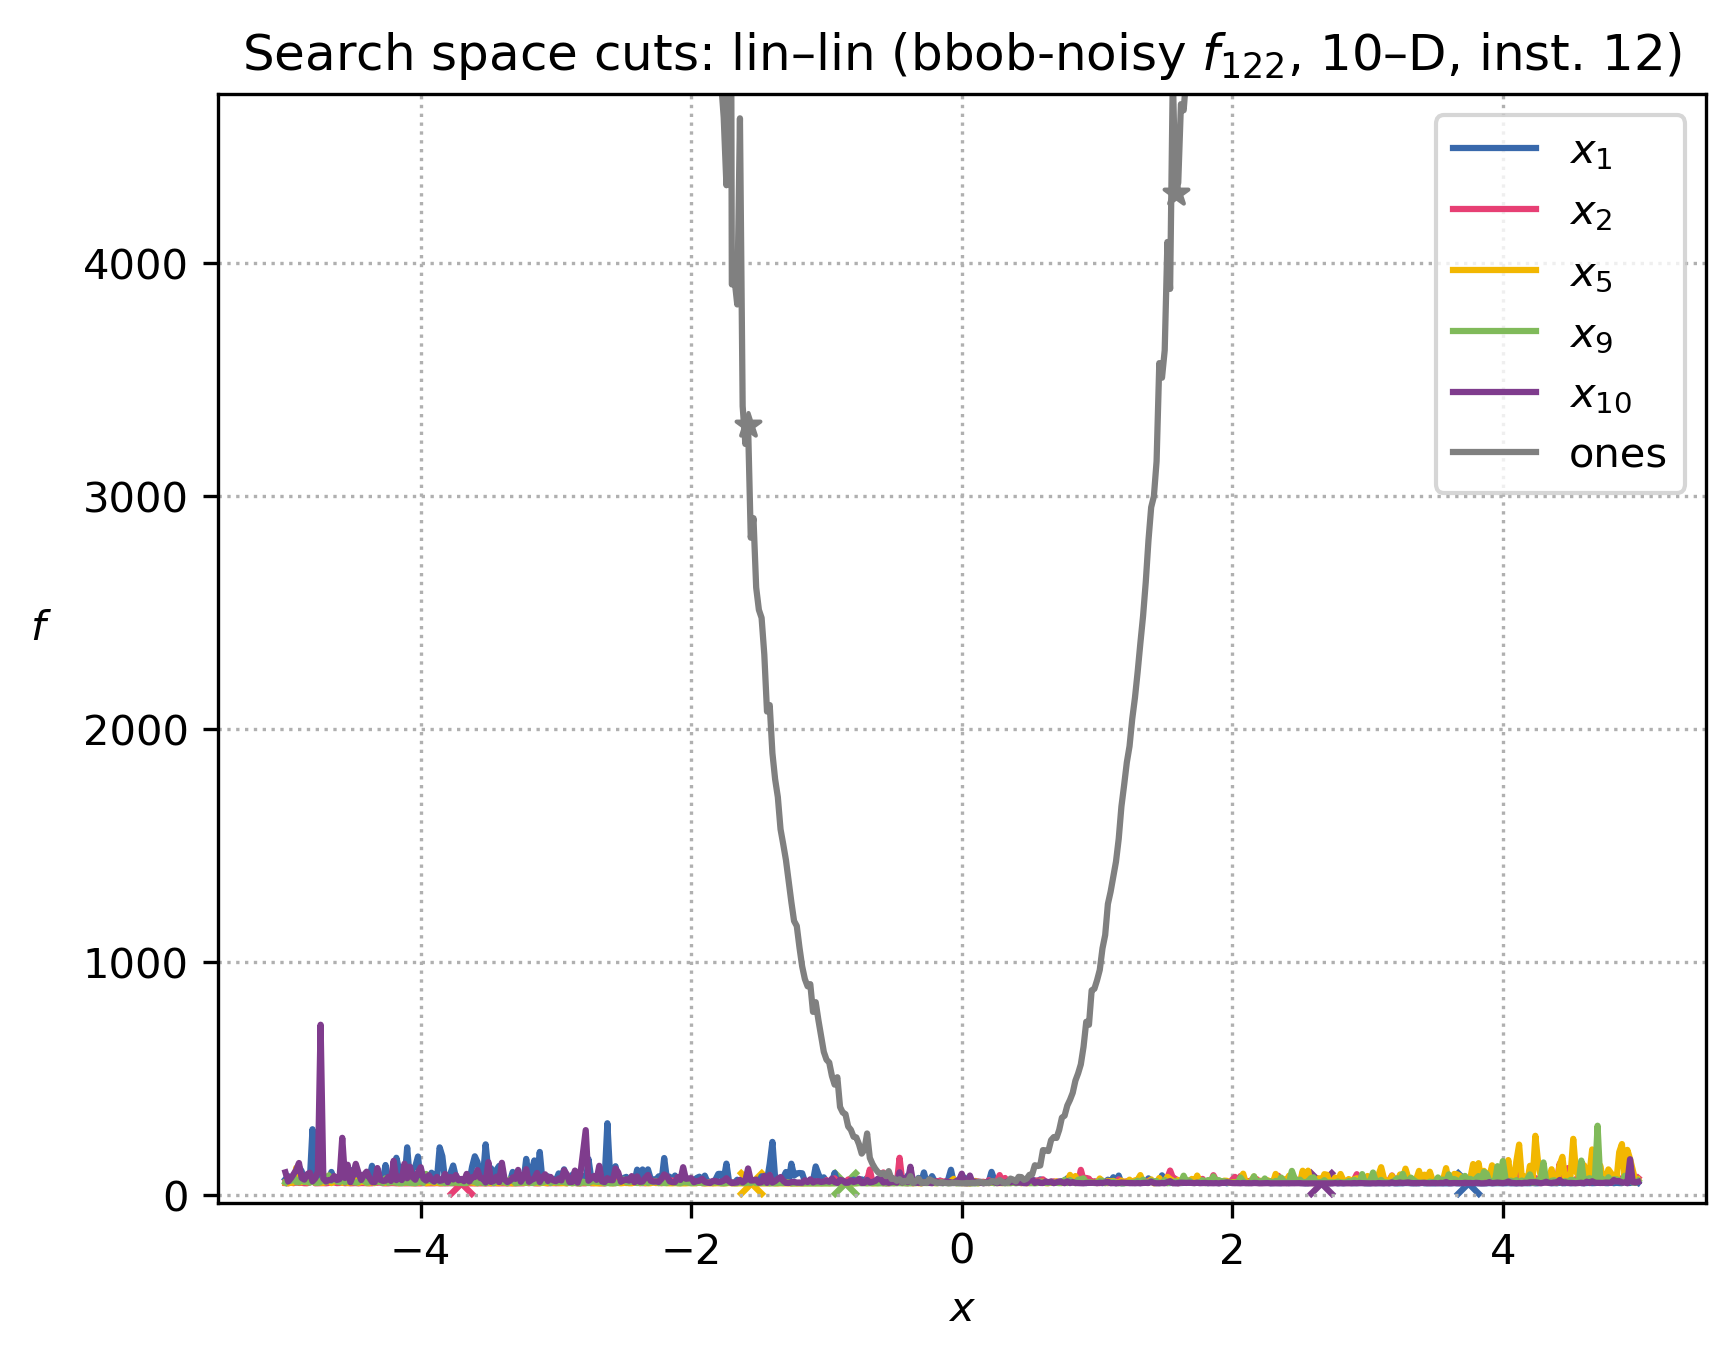 Search space cuts: lin–lin (bbob-noisy f₁₂₂, 10–D, inst. 12)
x₁
x₂
x₅
x₉
x₁₀
ones
4000
3000
2000
1000
0
f
−4
−2
0
2
4
x